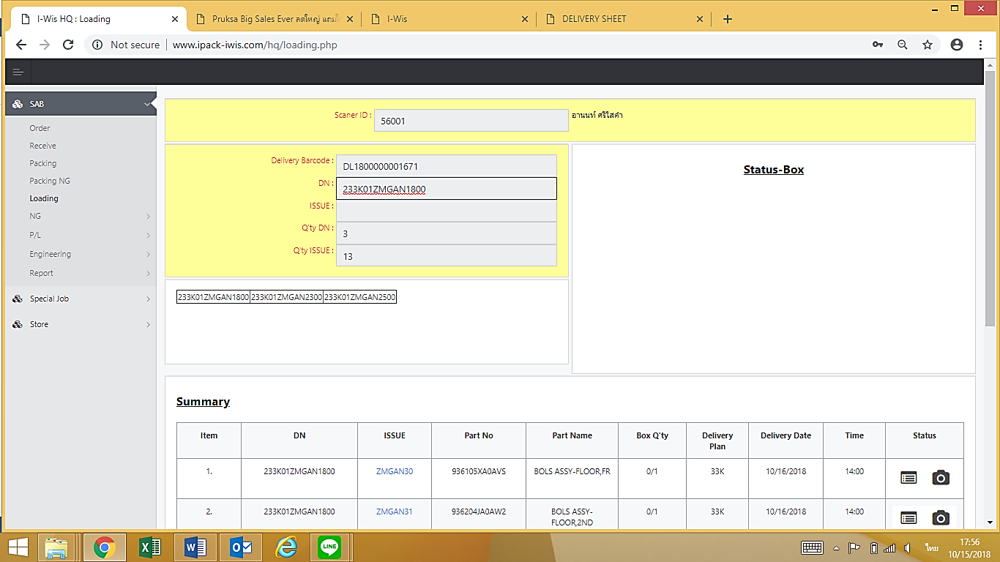 I-Wis HQ : Loading
Pruksa Big Sales Ever ลดใหญ่ แถม
I-Wis
DELIVERY SHEET
Not secure
www.ipack-iwis.com/hq/loading.php
SAB
Order
Receive
Packing
Packing NG
Loading
NG
P/L
Engineering
Report
Special Job
Store
Scaner ID :
56001
อานนท์ ศรีใสคำ
Delivery Barcode :
DL1800000001671
DN :
233K01ZMGAN1800
ISSUE :
Q'ty DN :
3
Q'ty ISSUE :
13
Status-Box
233K01ZMGAN1800 233K01ZMGAN2300 233K01ZMGAN2500
Summary
Item DN ISSUE Part No Part Name Box Q'ty Delivery Plan Delivery Date Time Status
1. 233K01ZMGAN1800 ZMGAN30 936105XA0AVS BOLS ASSY-FLOOR,FR 0/1 33K 10/16/2018 14:00
2. 233K01ZMGAN1800 ZMGAN31 936204JA0AW2 BOLS ASSY-FLOOR,2ND 0/1 33K 10/16/2018 14:00
LINE
ไทย
17:56
10/15/2018